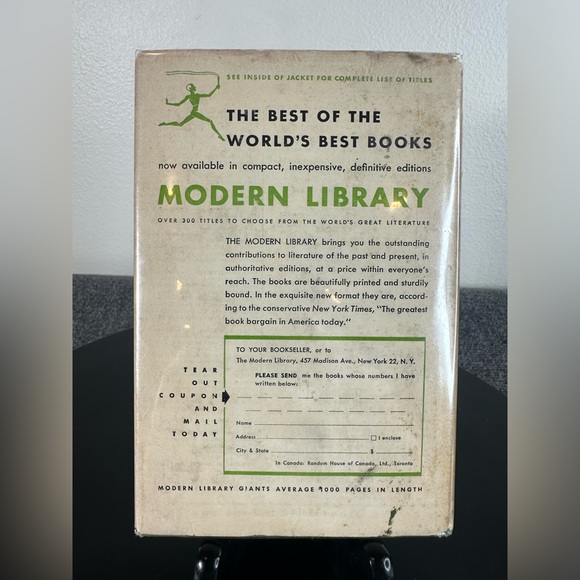 SEE INSIDE OF JACKET FOR COMPLETE LIST OF TITLES
THE BEST OF THE
WORLD'S BEST BOOKS
now available in compact, inexpensive, definitive editions
MODERN LIBRARY
OVER 300 TITLES TO CHOOSE FROM THE WORLD'S GREAT LITERATURE
THE MODERN LIBRARY brings you the outstanding
contributions to literature of the past and present, in
authoritative editions, at a price within everyone's
reach. The books are beautifully printed and sturdily
bound. In the exquisite new format they are, accord-
ing to the conservative New York Times, "The greatest
book bargain in America today."
TO YOUR BOOKSELLER, or to
The Modern Library, 457 Madison Ave., New York 22, N. Y.
PLEASE SEND me the books whose numbers I have
written below:
TEAR
OUT
COUPON
AND
MAIL
TODAY
Name
Address
I enclose
City & State
$
In Canada: Random House of Canada, Ltd., Toronto
MODERN LIBRARY GIANTS AVERAGE 1000 PAGES IN LENGTH